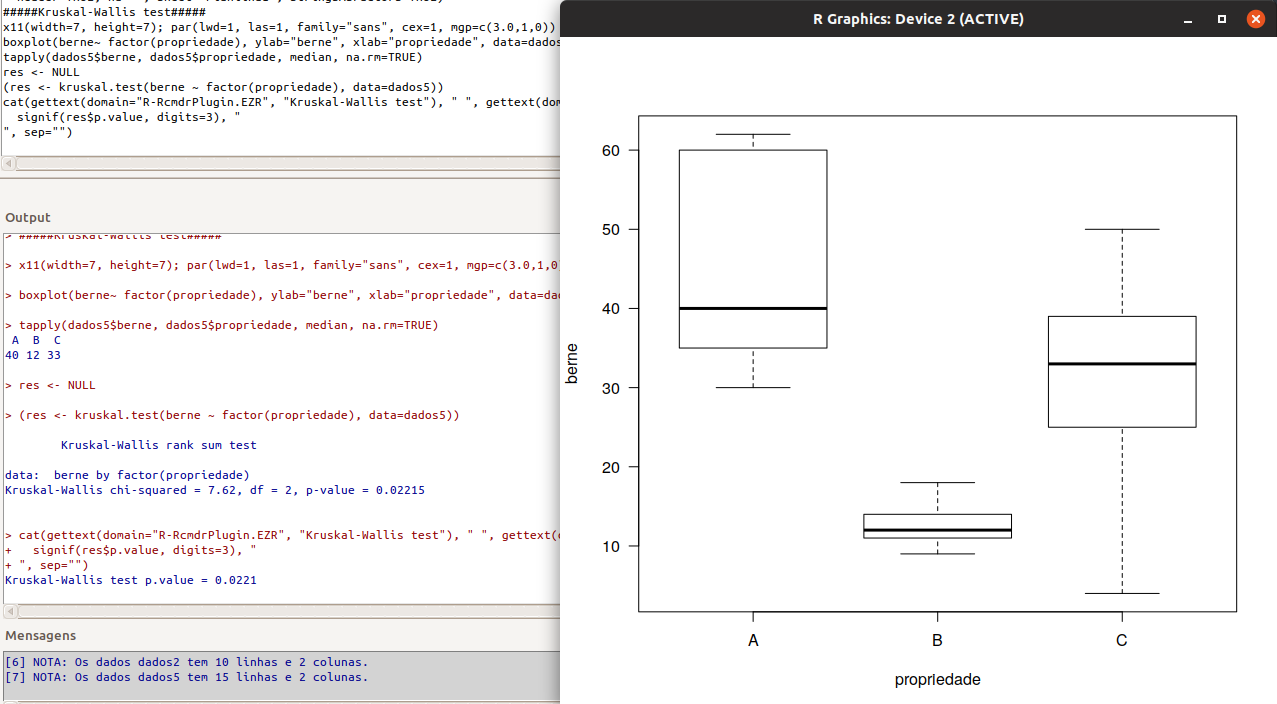 #####Kruskal-Wallis test#####
x11(width=7, height=7); par(lwd=1, las=1, family="sans", cex=1, mgp=c(3.0,1,0))
boxplot(berne~ factor(propriedade), ylab="berne", xlab="propriedade", data=dados
tapply(dados5$berne, dados5$propriedade, median, na.rm=TRUE)
res <- NULL
(res <- kruskal.test(berne ~ factor(propriedade), data=dados5))
cat(gettext(domain="R-RcmdrPlugin.EZR", "Kruskal-Wallis test"), " ", gettext(dom
  signif(res$p.value, digits=3), "
", sep="")
Output
> #####Kruskal-Wallis test#####
> x11(width=7, height=7); par(lwd=1, las=1, family="sans", cex=1, mgp=c(3.0,1,0
> boxplot(berne~ factor(propriedade), ylab="berne", xlab="propriedade", data=dad
> tapply(dados5$berne, dados5$propriedade, median, na.rm=TRUE)
 A  B  C
40 12 33
> res <- NULL
> (res <- kruskal.test(berne ~ factor(propriedade), data=dados5))
        Kruskal-Wallis rank sum test
data:  berne by factor(propriedade)
Kruskal-Wallis chi-squared = 7.62, df = 2, p-value = 0.02215
> cat(gettext(domain="R-RcmdrPlugin.EZR", "Kruskal-Wallis test"), " ", gettext(
+   signif(res$p.value, digits=3), "
+ ", sep="")
Kruskal-Wallis test p.value = 0.0221
Mensagens
[6] NOTA: Os dados dados2 tem 10 linhas e 2 colunas.
[7] NOTA: Os dados dados5 tem 15 linhas e 2 colunas.
R Graphics: Device 2 (ACTIVE)
60
50
40
30
20
10
berne
A B C
propriedade